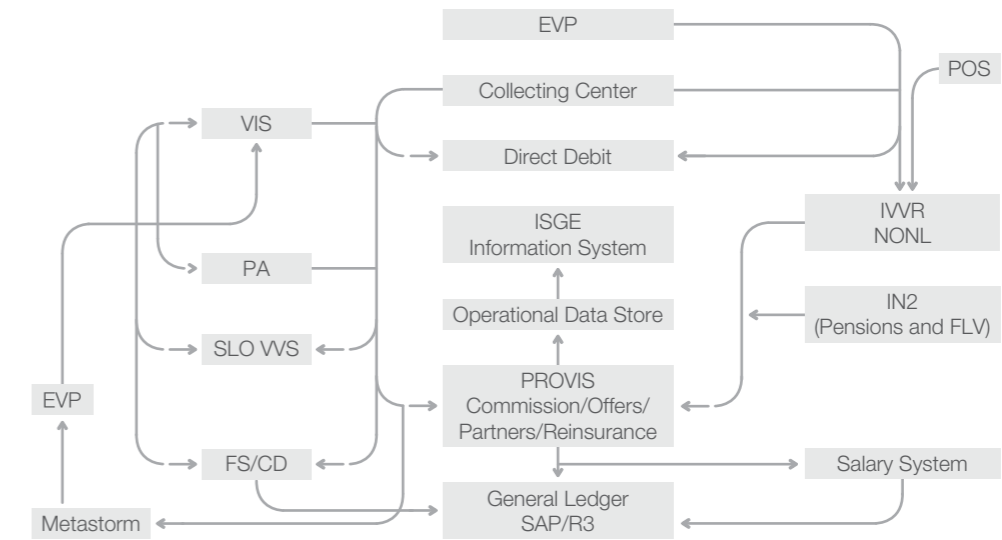 EVP
POS
Collecting Center
VIS
Direct Debit
IVVR
NONL
ISGE
Information System
PA
IN2
(Pensions and FLV)
Operational Data Store
SLO VVS
PROVIS
Commission/Offers/
Partners/Reinsurance
EVP
FS/CD
Salary System
General Ledger
SAP/R3
Metastorm